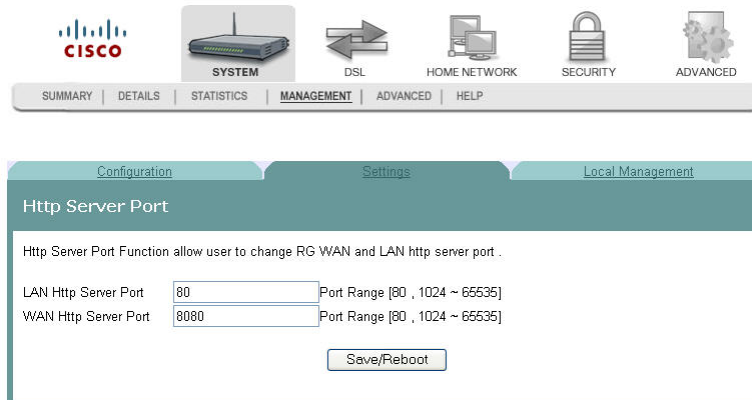 CISCO
SYSTEM DSL HOME NETWORK SECURITY ADVANCED
SUMMARY | DETAILS | STATISTICS | MANAGEMENT | ADVANCED | HELP
Configuration Settings Local Management
Http Server Port
Http Server Port Function allow user to change RG WAN and LAN http server port .
LAN Http Server Port 80 Port Range [80 , 1024 ~ 65535]
WAN Http Server Port 8080 Port Range [80 , 1024 ~ 65535]
Save/Reboot